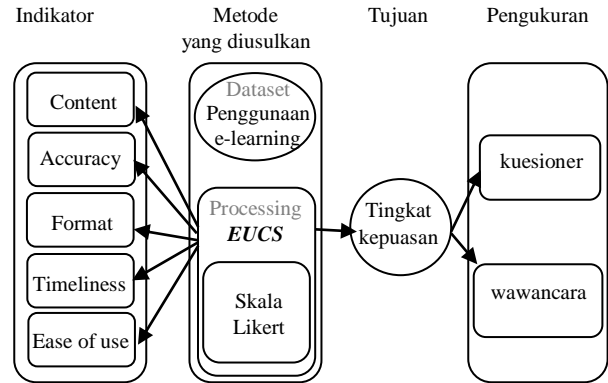 Indikator
Metode
yang diusulkan
Tujuan
Pengukuran
Content
Accuracy
Format
Timeliness
Ease of use
Dataset
Penggunaan
e-learning
Processing
EUCS
Skala
Likert
Tingkat
kepuasan
kuesioner
wawancara